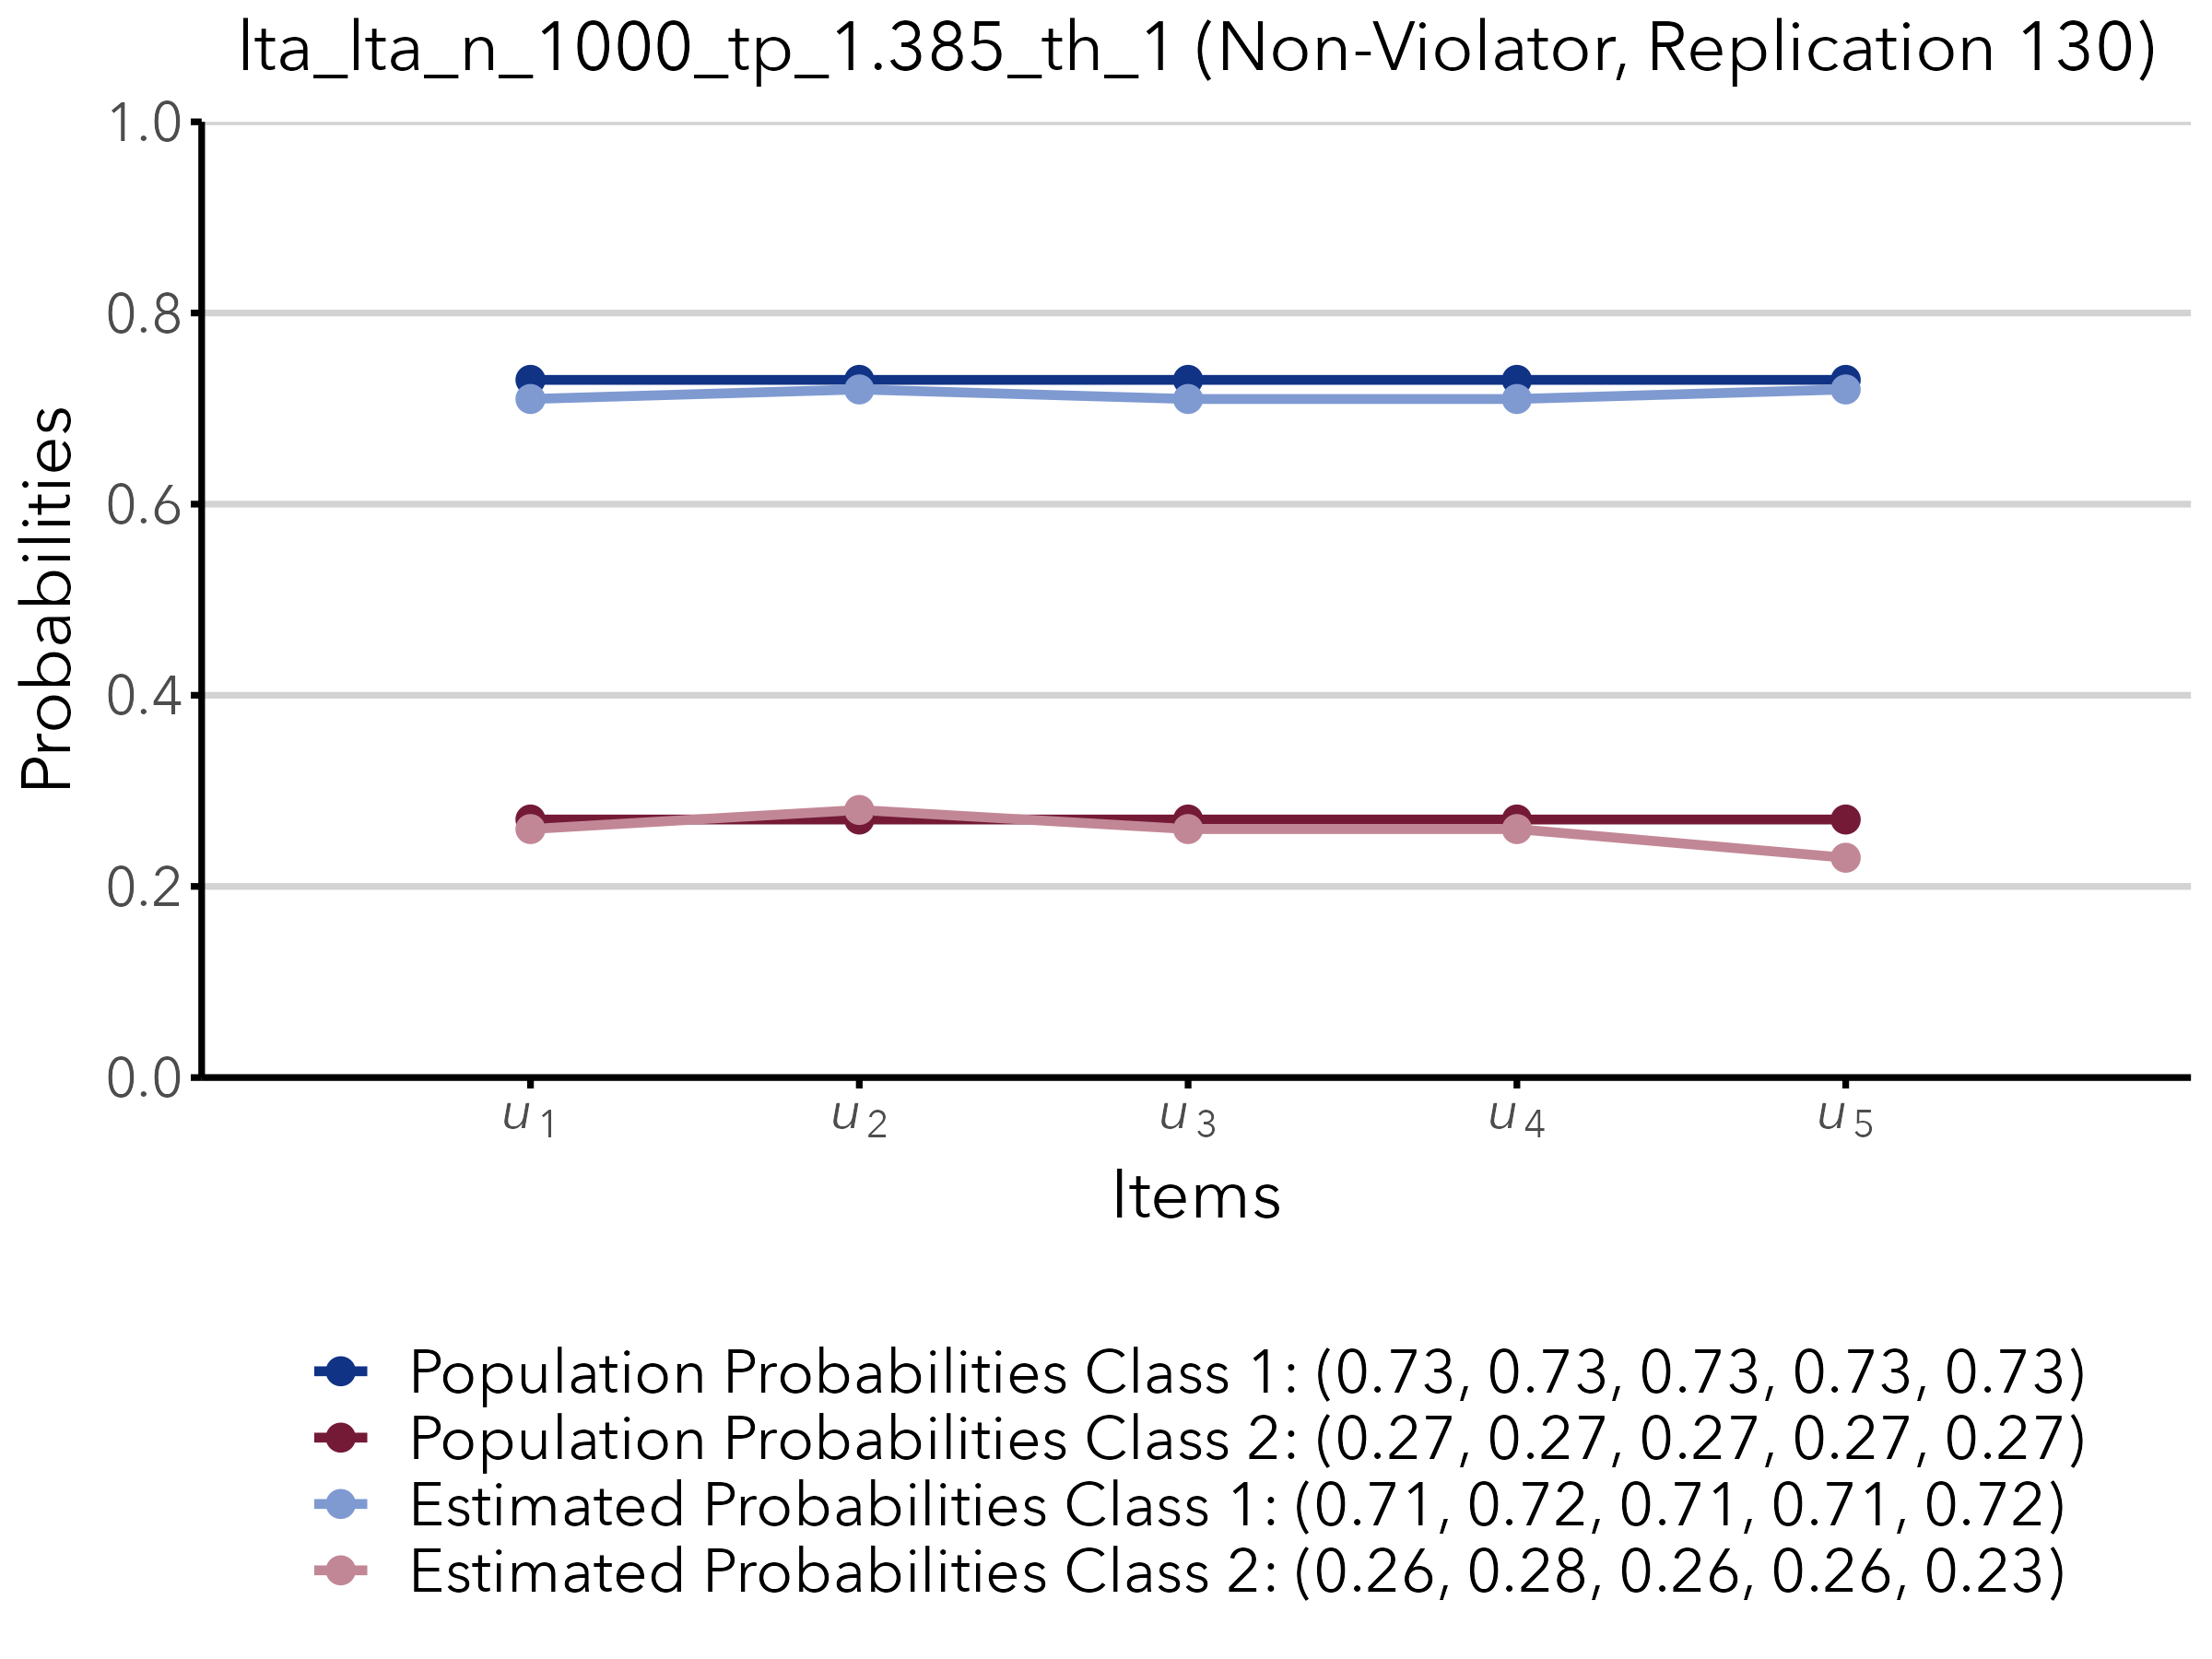 lta_lta_n_1000_tp_1.385_th_1 (Non-Violator, Replication 130)
Probabilities
1.0
0.8
0.6
0.4
0.2
0.0
u1 u2 u3 u4 u5
Items
Population Probabilities Class 1: (0.73, 0.73, 0.73, 0.73, 0.73)
Population Probabilities Class 2: (0.27, 0.27, 0.27, 0.27, 0.27)
Estimated Probabilities Class 1: (0.71, 0.72, 0.71, 0.71, 0.72)
Estimated Probabilities Class 2: (0.26, 0.28, 0.26, 0.26, 0.23)